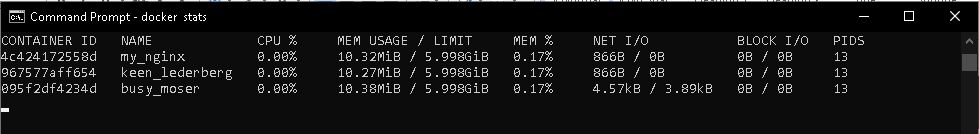 Command Prompt - docker stats
CONTAINER ID NAME CPU % MEM USAGE / LIMIT MEM % NET I/O BLOCK I/O PIDS
4c424172558d my_nginx 0.00% 10.32MiB / 5.998GiB 0.17% 866B / 0B 0B / 0B 13
967577aff654 keen_lederberg 0.00% 10.27MiB / 5.998GiB 0.17% 866B / 0B 0B / 0B 13
095f2df4234d busy_moser 0.00% 10.38MiB / 5.998GiB 0.17% 4.57kB / 3.89kB 0B / 0B 13